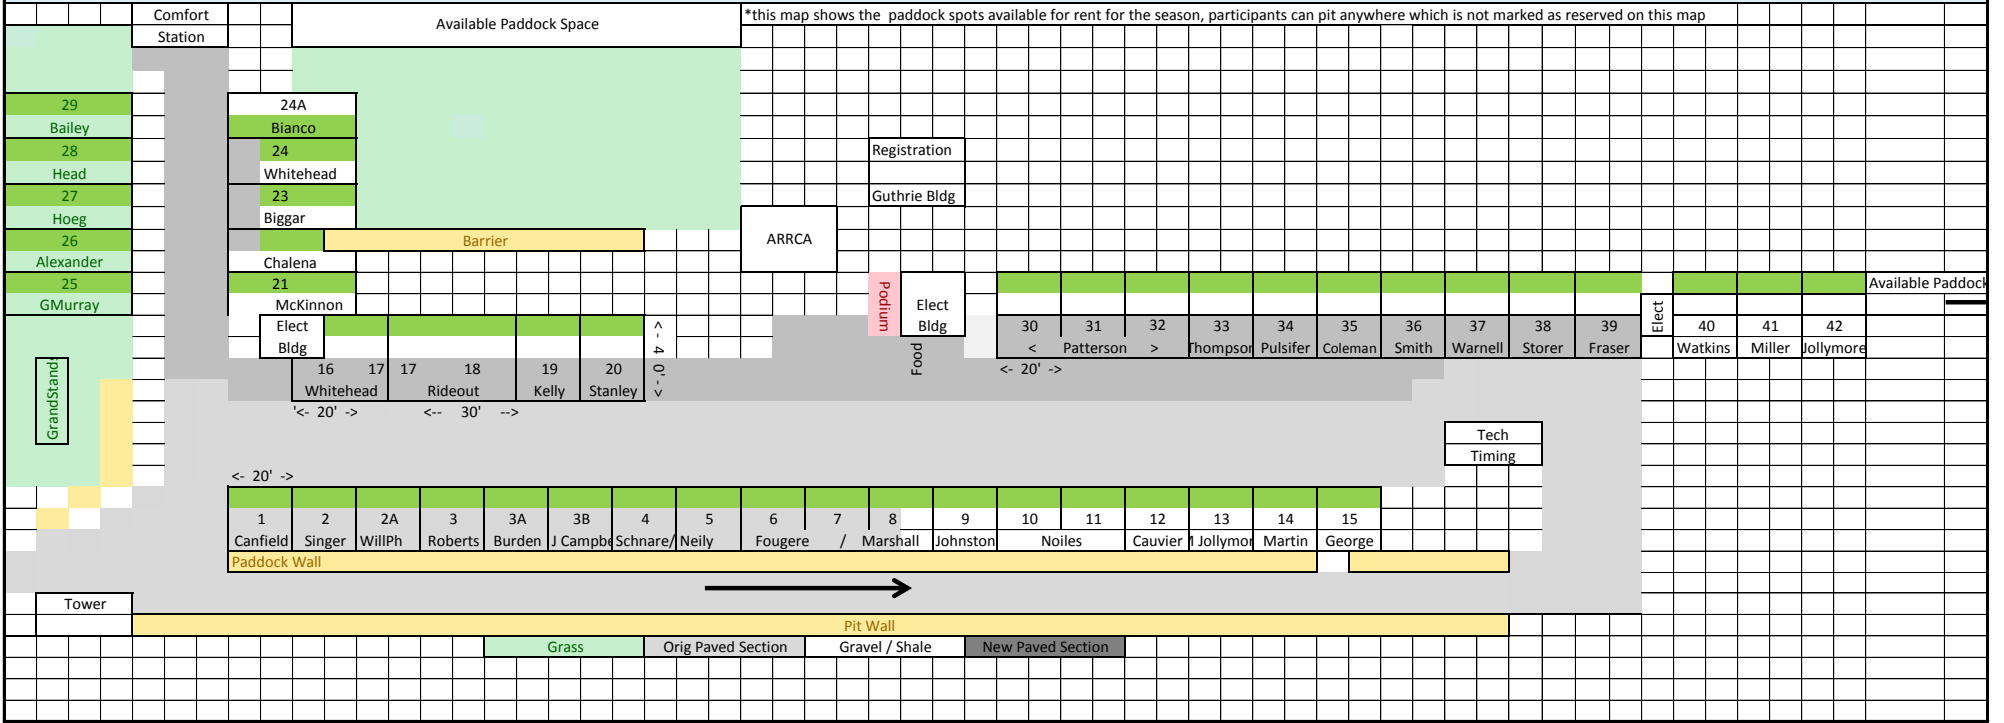 Comfort
Station
Available Paddock Space
*this map shows the paddock spots available for rent for the season, participants can pit anywhere which is not marked as reserved on this map
29
Bailey
28
Head
27
Hoeg
26
Alexander
25
GMurray
24A
Bianco
24
Whitehead
23
Biggar
Chalena
21
McKinnon
Barrier
ARRCA
Registration
Guthrie Bldg
Podium
Elect
Bldg
Food
Elect
Bldg
<- 40' ->
16 17 17 18 19 20
Whitehead Rideout Kelly Stanley
'<- 20' -> <-- 30' -->
30 31 32 33 34 35 36 37 38 39
< Patterson > Thompson Pulsifer Coleman Smith Warnell Storer Fraser
<- 20' ->
Elect
40 41 42
Watkins Miller Jollymore
Available Paddock
GrandStands
Tech
Timing
<- 20' ->
1 2 2A 3 3A 3B 4 5 6 7 8 9 10 11 12 13 14 15
Canfield Singer WillPh Roberts Burden J Campbe Schnare/ Neily Fougere / Marshall Johnston Noiles Cauvier Jollymor Martin George
Paddock Wall
Tower
Pit Wall
Grass Orig Paved Section Gravel / Shale New Paved Section